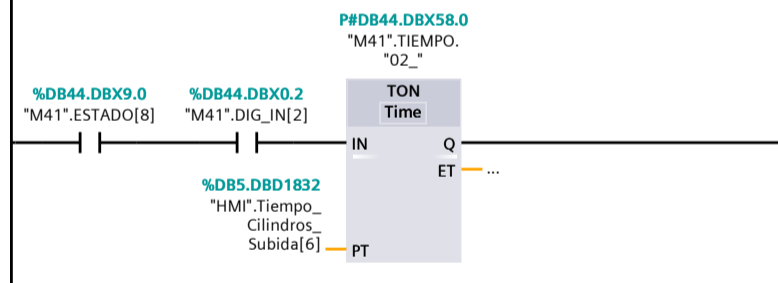 P#DB44.DBX58.0
"M41".TIEMPO.
"02_"
%DB44.DBX9.0
"M41".ESTADO[8]
%DB44.DBX0.2
"M41".DIG_IN[2]
TON
Time
IN
Q
ET
...
%DB5.DBD1832
"HMI".Tiempo_
Cilindros_
Subida[6]
PT